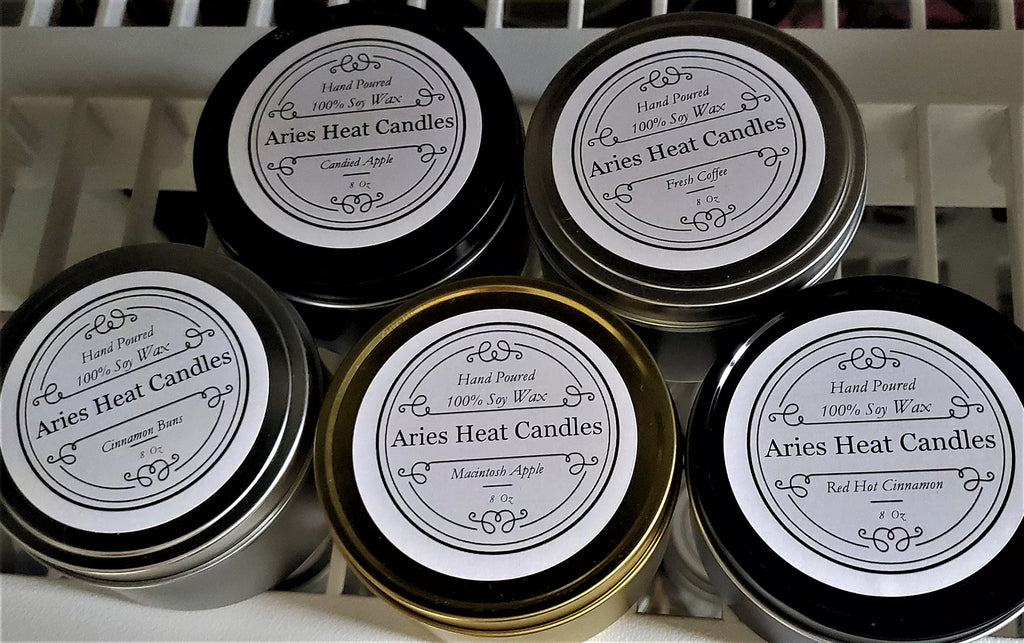 Hand Poured
100% Soy Wax
Aries Heat Candles
Candied Apple
8 Oz
Hand Poured
100% Soy Wax
Aries Heat Candles
Fresh Coffee
8 Oz
Hand Poured
100% Soy Wax
Aries Heat Candles
Cinnamon Buns
8 Oz
Hand Poured
100% Soy Wax
Aries Heat Candles
Macintosh Apple
8 Oz
Hand Poured
100% Soy Wax
Aries Heat Candles
Red Hot Cinnamon
8 Oz